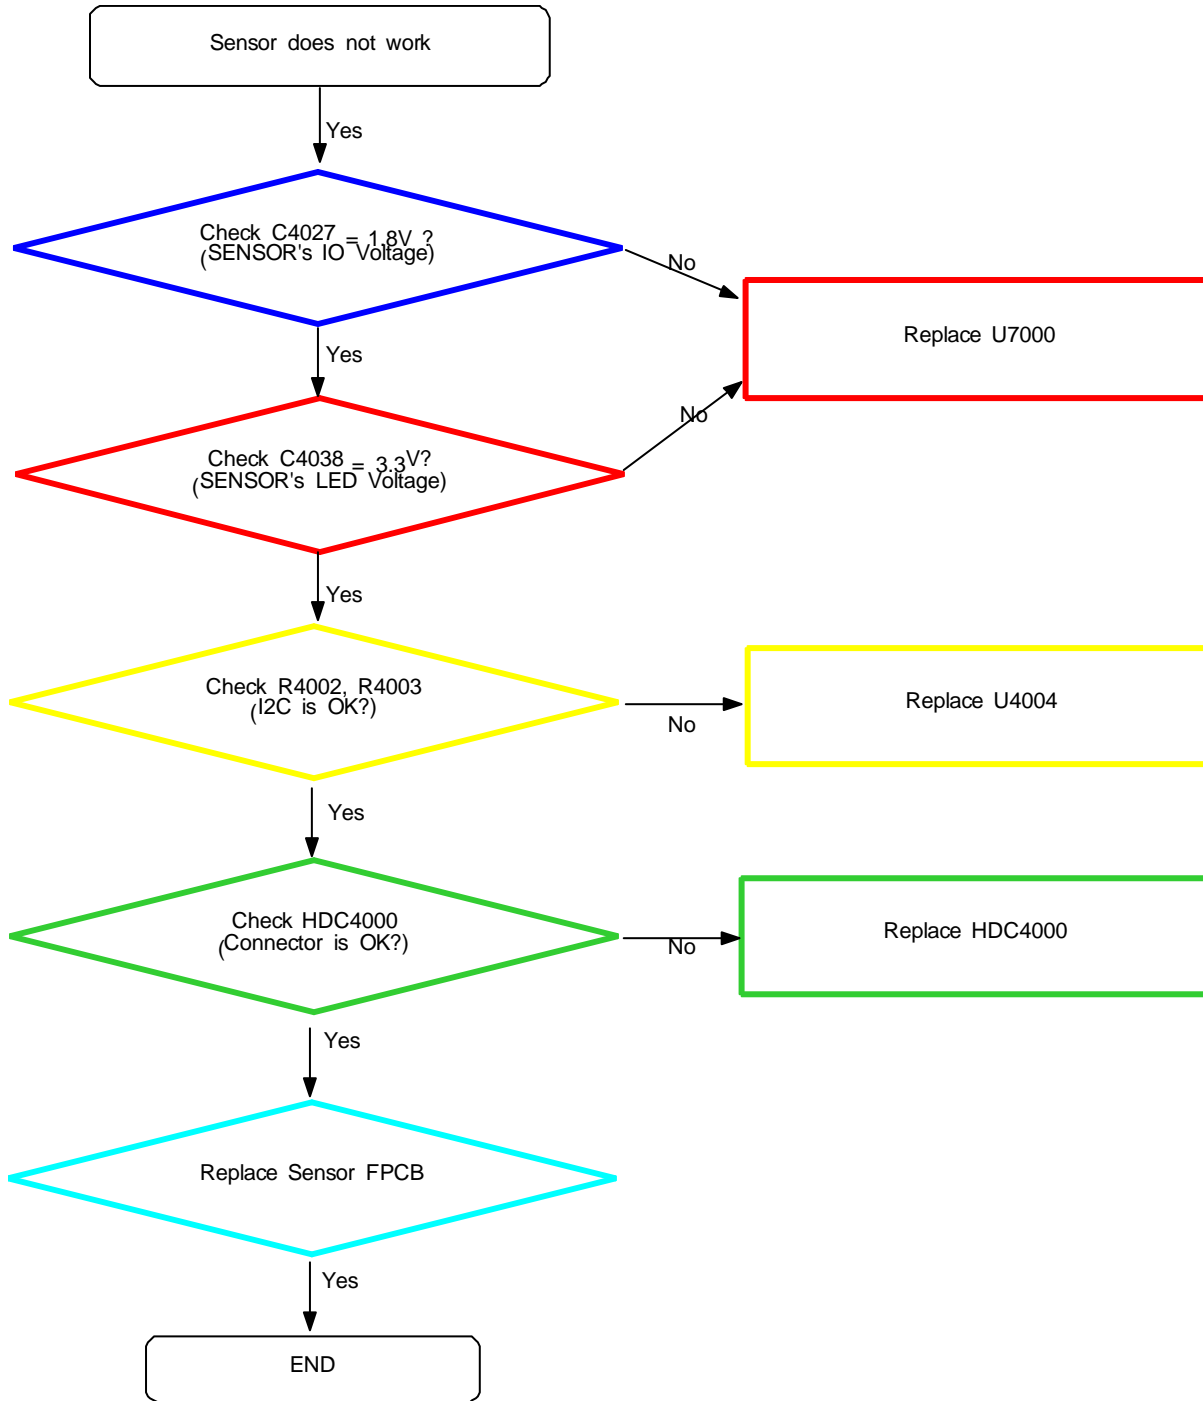 Sensor does not work
Yes
Check C4027 = 1.8V ?
(SENSOR's IO Voltage)
No
Replace U7000
Yes
Check C4038 = 3.3V?
(SENSOR's LED Voltage)
No
Yes
Check R4002, R4003
(I2C is OK?)
No
Replace U4004
Yes
Check HDC4000
(Connector is OK?)
No
Replace HDC4000
Yes
Replace Sensor FPCB
Yes
END